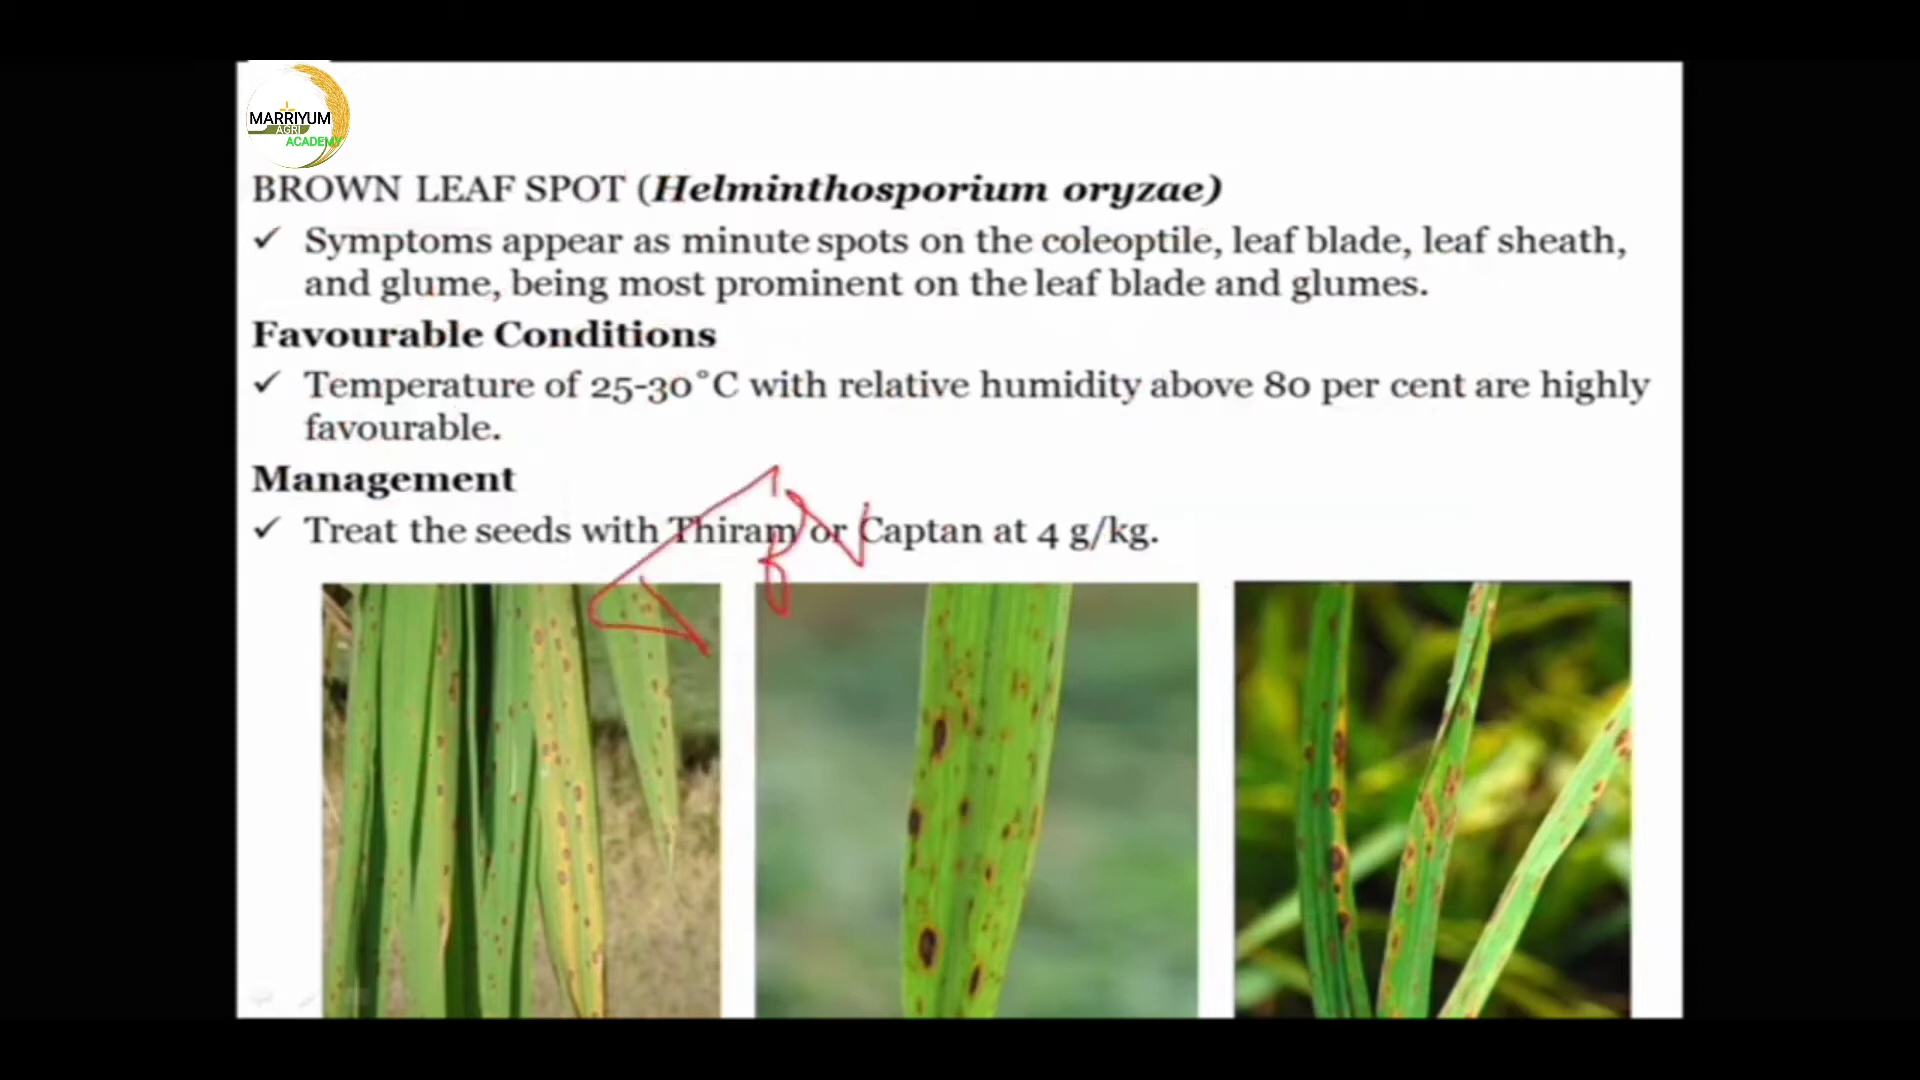 MARRIYUM
AGRI
ACADEMY
BROWN LEAF SPOT (Helminthosporium oryzae)
✓ Symptoms appear as minute spots on the coleoptile, leaf blade, leaf sheath,
and glume, being most prominent on the leaf blade and glumes.
Favourable Conditions
✓ Temperature of 25-30°C with relative humidity above 80 per cent are highly
favourable.
Management
✓ Treat the seeds with Thiram or Captan at 4 g/kg.